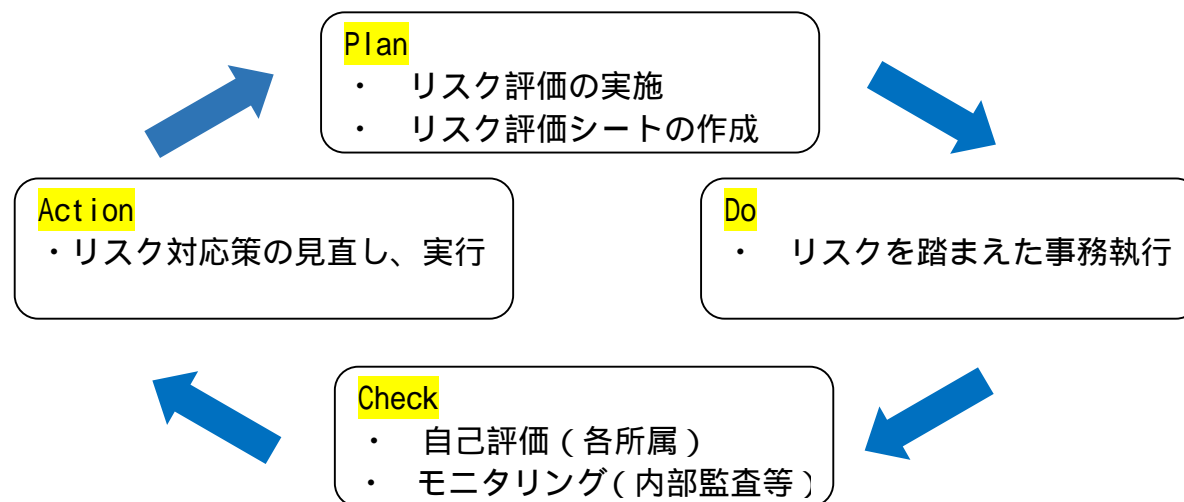 Plan
・ リスク評価の実施
・ リスク評価シートの作成
Action
・リスク対応策の見直し、実行
Do
・ リスクを踏まえた事務執行
Check
・ 自己評価(各所属)
・ モニタリング(内部監査等)